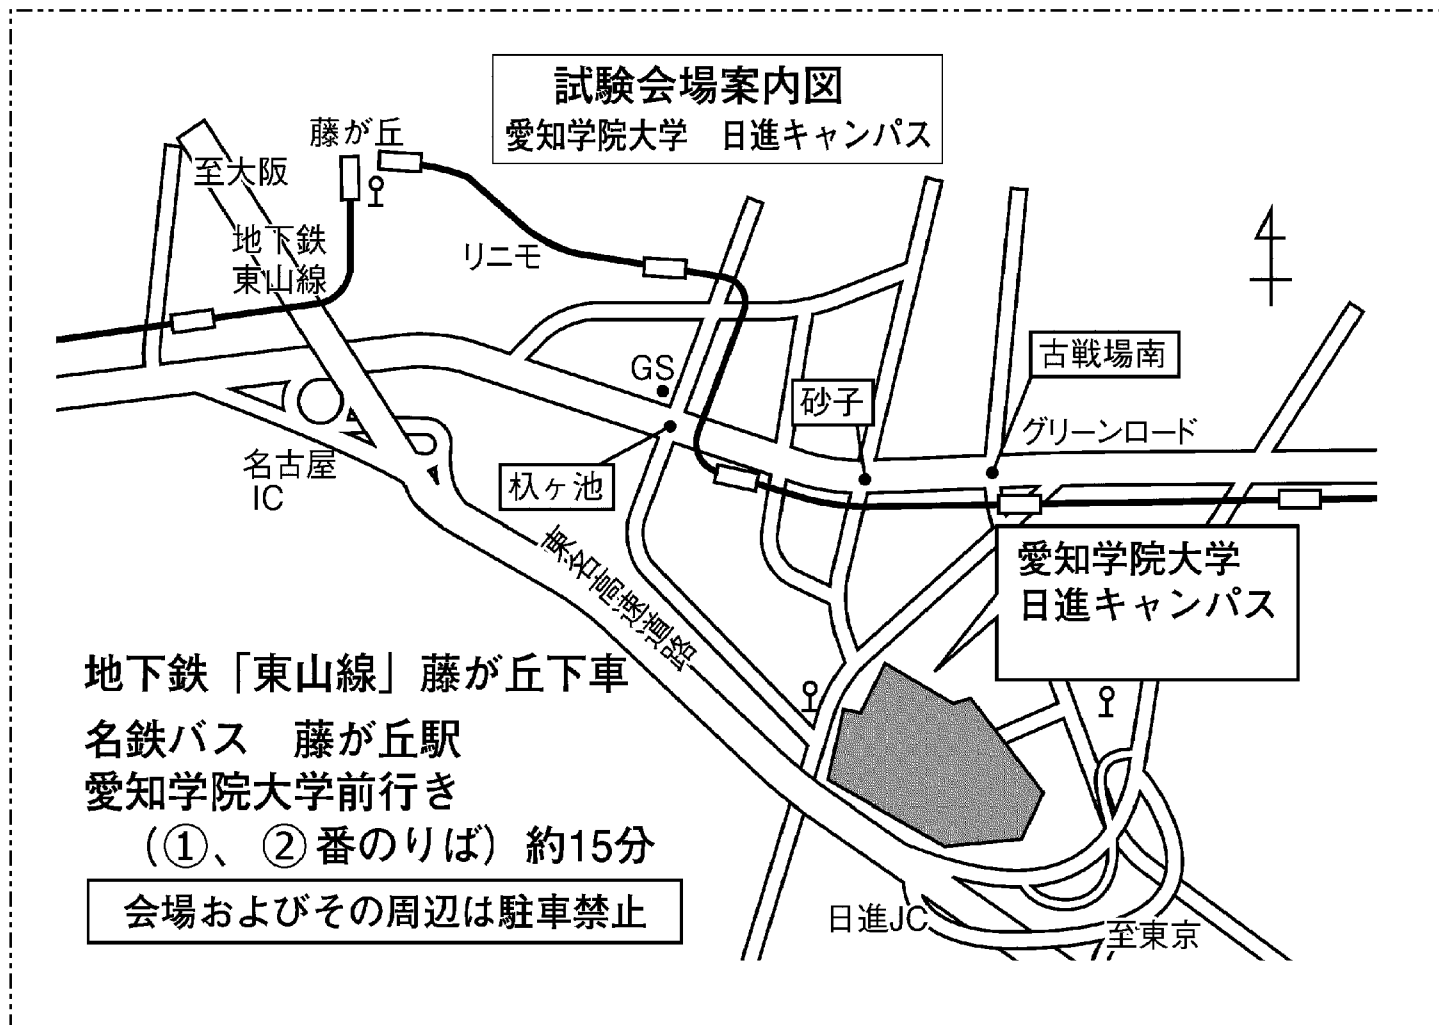 試験会場案内図
愛知学院大学　日進キャンパス
藤が丘
至大阪
地下鉄
東山線
リニモ
古戦場南
GS
砂子
グリーンロード
名古屋
IC
杁ヶ池
東名高速道路
愛知学院大学
日進キャンパス
地下鉄「東山線」藤が丘下車
名鉄バス　藤が丘駅
愛知学院大学前行き
（①、②番のりば）約15分
会場およびその周辺は駐車禁止
日進JC
至東京